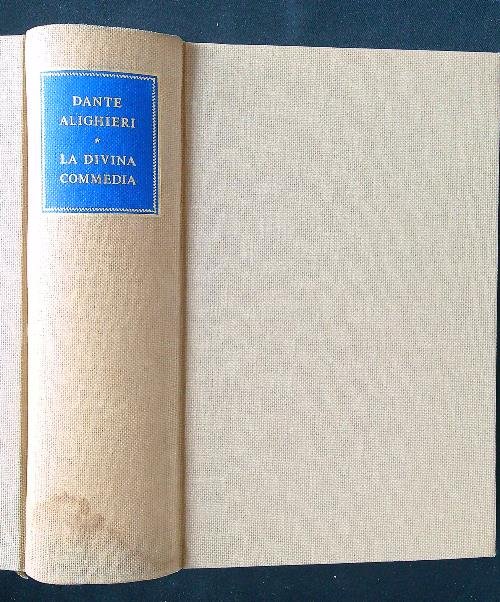 DANTE
ALIGHIERI
*
LA DIVINA
COMMEDIA